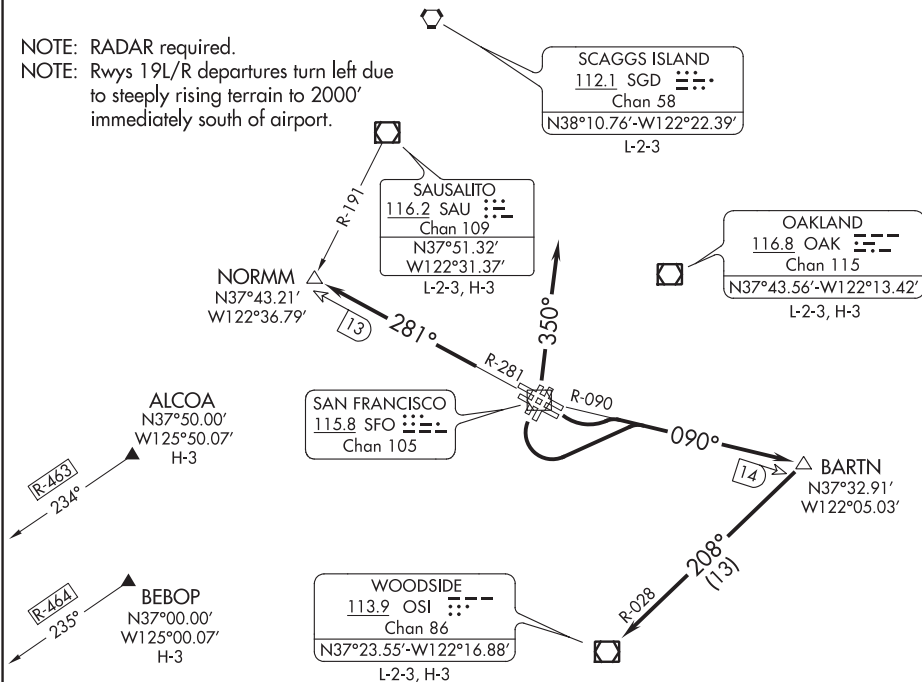 NOTE: RADAR required.
NOTE: Rwys 19L/R departures turn left due
to steeply rising terrain to 2000'
immediately south of airport.
SCAGGS ISLAND
112.1 SGD
Chan 58
N38°10.76'-W122°22.39'
L-2-3
SAUSALITO
116.2 SAU
Chan 109
N37°51.32'
W122°31.37'
L-2-3, H-3
R-191
OAKLAND
116.8 OAK
Chan 115
N37°43.56'-W122°13.42'
L-2-3, H-3
NORMM
N37°43.21'
W122°36.79'
13
281°
R-281
350°
SAN FRANCISCO
115.8 SFO
Chan 105
R-090
090°
14
BARTN
N37°32.91'
W122°05.03'
ALCOA
N37°50.00'
W125°50.07'
H-3
R-463
234°
208°
(13)
R-028
BEBOP
N37°00.00'
W125°00.07'
H-3
R-464
235°
WOODSIDE
113.9 OSI
Chan 86
N37°23.55'-W122°16.88'
L-2-3, H-3